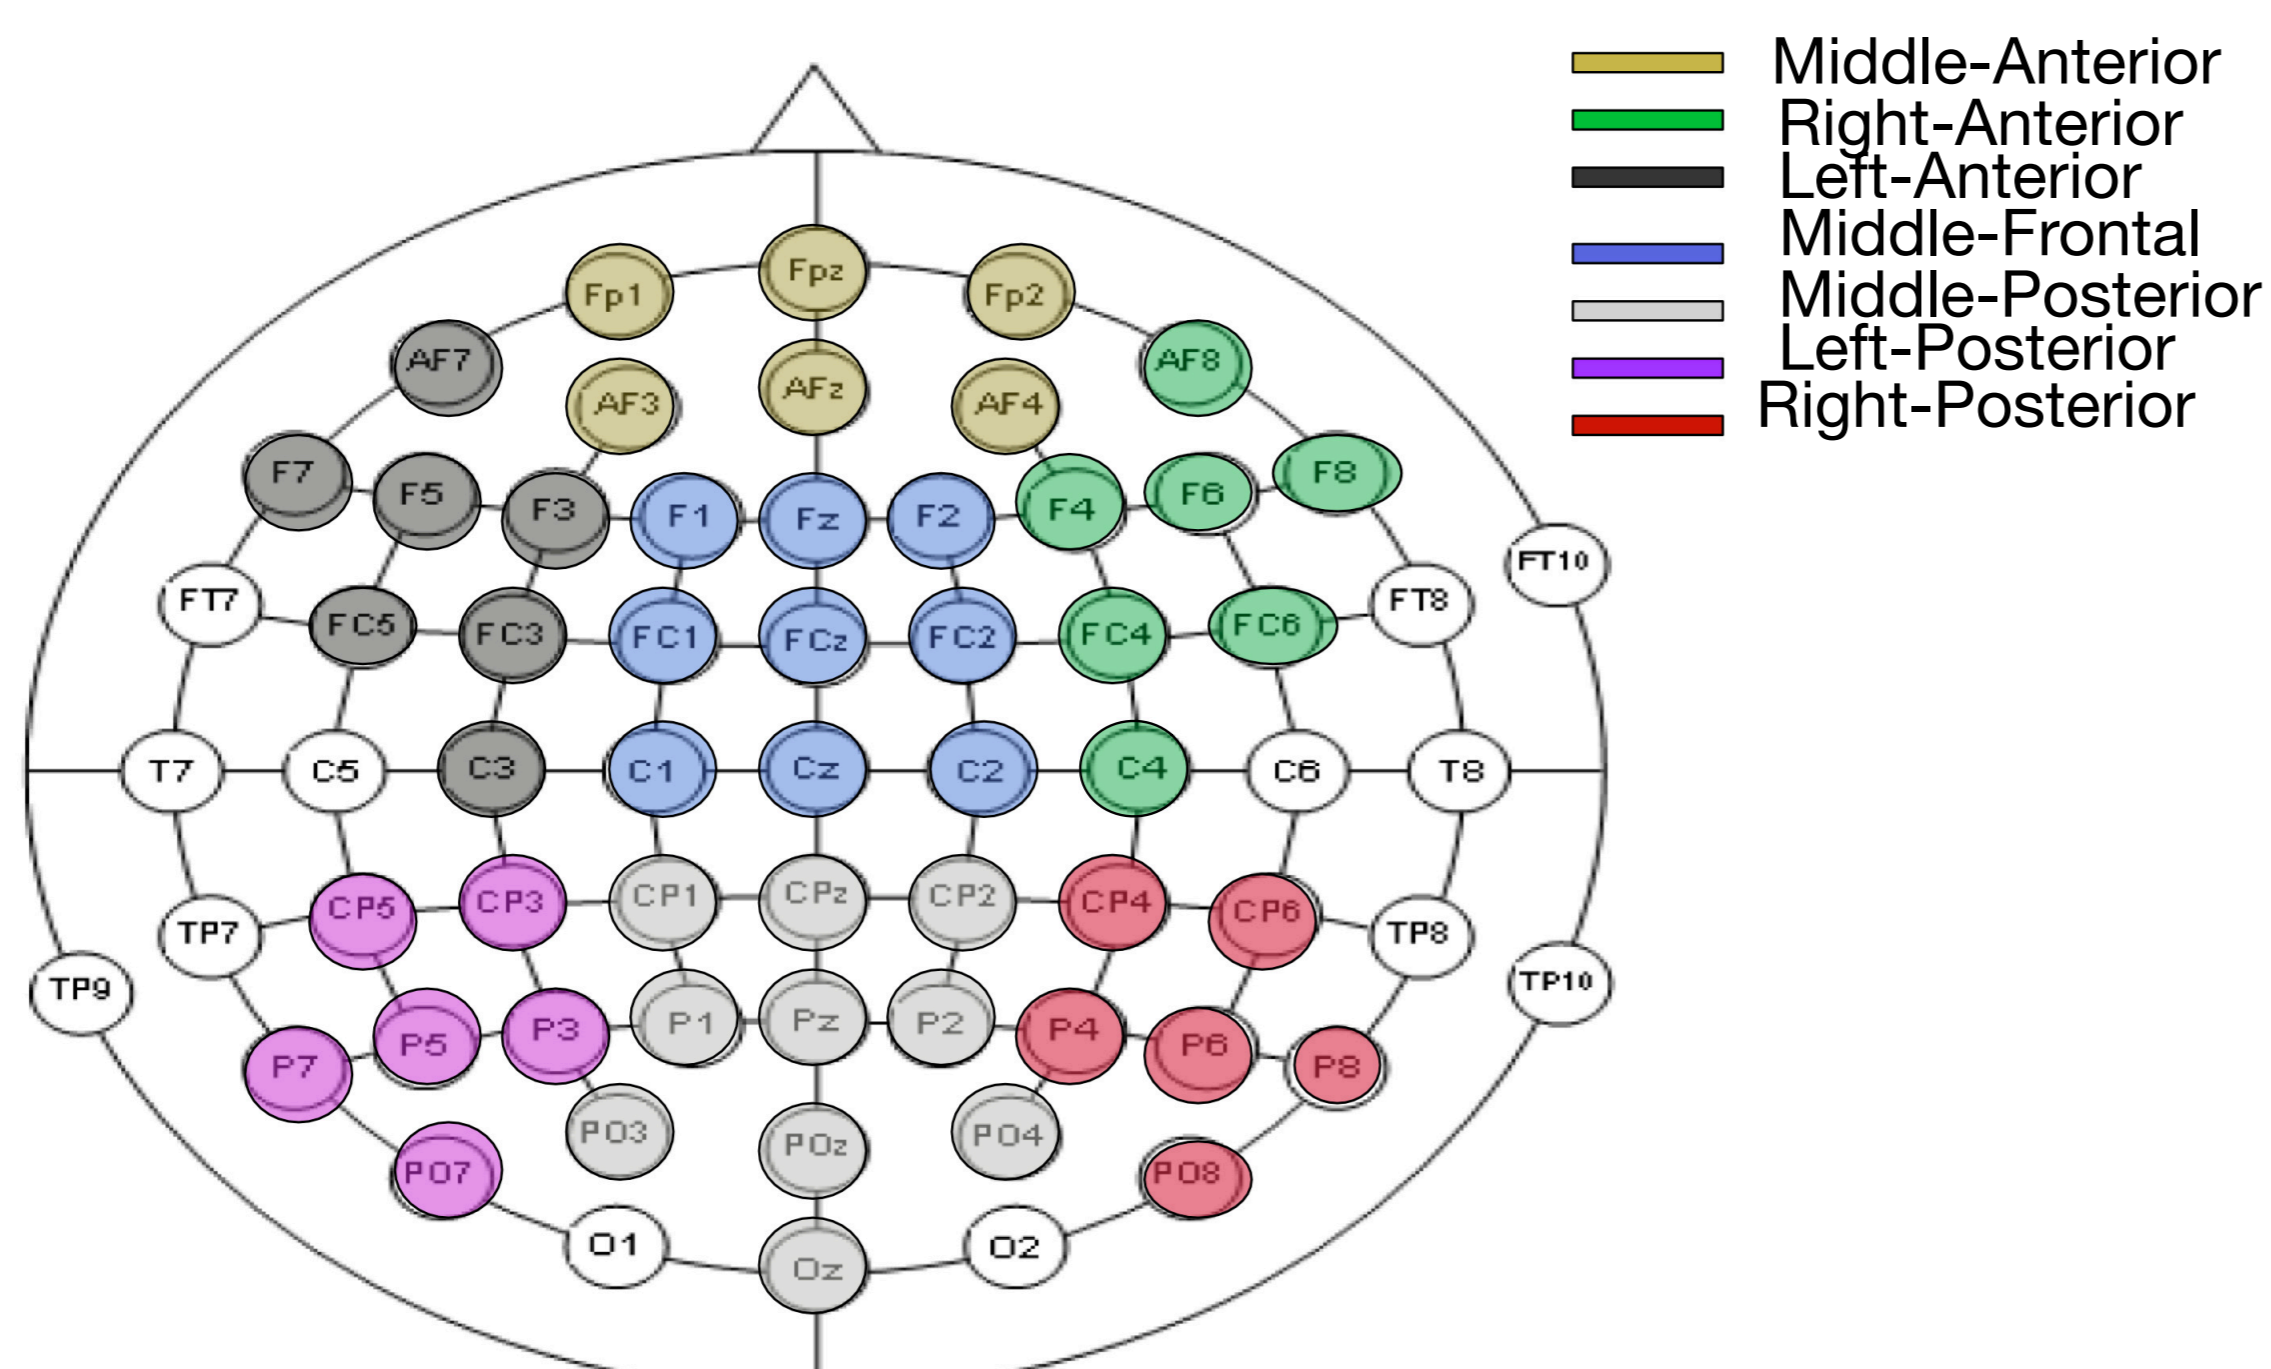 Middle-Anterior
Right-Anterior
Left-Anterior
Middle-Frontal
Middle-Posterior
Left-Posterior
Right-Posterior
Fp1 Fpz Fp2
AF7 AF3 AFz AF4 AF8
F7 F5 F3 F1 Fz F2 F4 F6 F8
FT10
FT7 FC5 FC3 FC1 FCz FC2 FC4 FC6 FT8
T7 C5 C3 C1 Cz C2 C4 C6 T8
TP7 CP5 CP3 CP1 CPz CP2 CP4 CP6 TP8
TP9 TP10
P7 P5 P3 P1 Pz P2 P4 P6 P8
PO7 PO3 POz PO4 PO8
O1 Oz O2